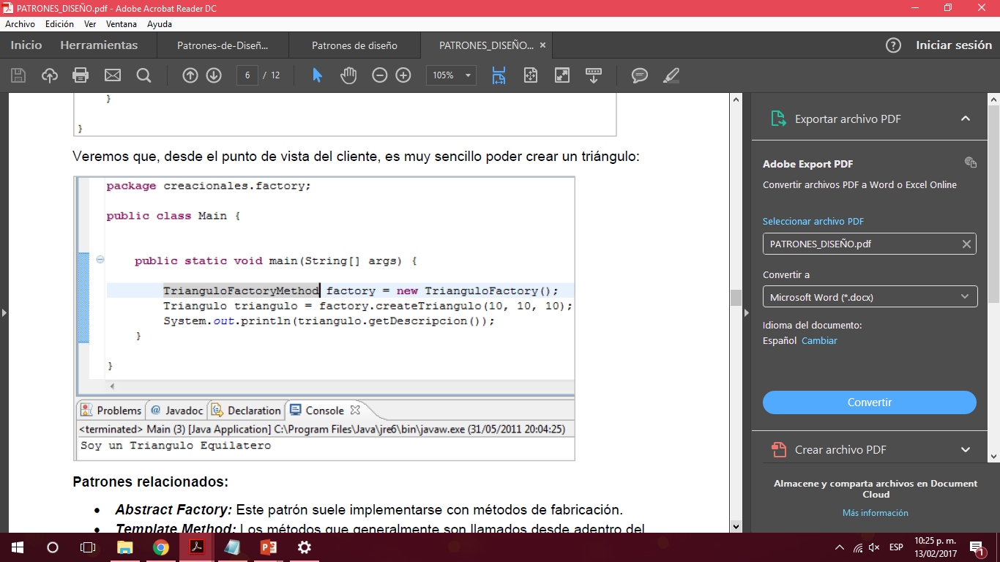 PATRONES_DISEÑO.pdf - Adobe Acrobat Reader DC
Archivo Edición Ver Ventana Ayuda
Inicio Herramientas Patrones-de-Diseñ... Patrones de diseño PATRONES_DISEÑO... × Iniciar sesión
6 / 12 105%
}
}
Veremos que, desde el punto de vista del cliente, es muy sencillo poder crear un triángulo:
package creacionales.factory;
public class Main {
public static void main(String[] args) {
TrianguloFactoryMethod factory = new TrianguloFactory();
Triangulo triangulo = factory.createTriangulo(10, 10, 10);
System.out.println(triangulo.getDescripcion());
}
}
Problems @ Javadoc Declaration Console
<terminated> Main (3) [Java Application] C:\Program Files\Java\jre6\bin\javaw.exe (31/05/2011 20:04:25)
Soy un Triangulo Equilatero
Patrones relacionados:
• Abstract Factory: Este patrón suele implementarse con métodos de fabricación.
• Template Method: Los métodos que generalmente son llamados desde adentro del
Exportar archivo PDF
Adobe Export PDF
Convertir archivos PDF a Word o Excel Online
Seleccionar archivo PDF
PATRONES_DISEÑO.pdf
Convertir a
Microsoft Word (*.docx)
Idioma del documento:
Español Cambiar
Convertir
Crear archivo PDF
Almacene y comparta archivos en Document
Cloud
Más información
ESP
10:25 p. m.
13/02/2017
1